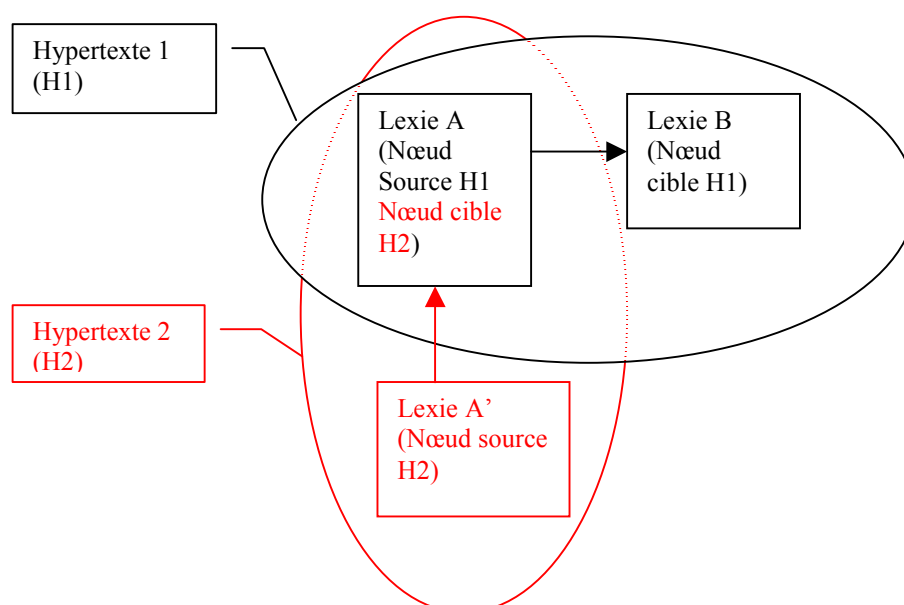 Hypertexte 1
(H1)
Lexie A
(Nœud
Source H1
Nœud cible
H2)
Lexie B
(Nœud
cible H1)
Hypertexte 2
(H2)
Lexie A’
(Nœud source
H2)